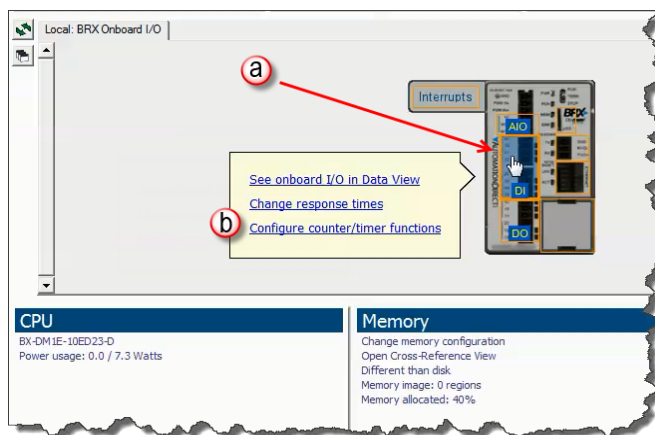 Local: BRX Onboard I/O
a
Interrupts
BRX
AIO
AUTOMATIONDIRECT
See onboard I/O in Data View
DI
Change response times
b
Configure counter/timer functions
DO
CPU
BX-DM1E-10ED23-D
Power usage: 0.0 / 7.3 Watts
Memory
Change memory configuration
Open Cross-Reference View
Different than disk
Memory image: 0 regions
Memory allocated: 40%